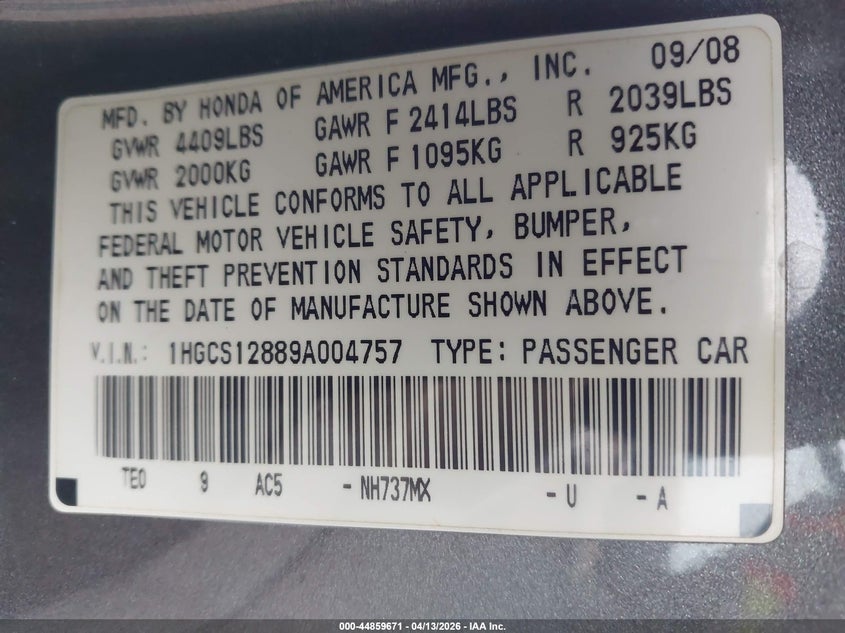 09/08
MFD. BY HONDA OF AMERICA MFG., INC.
GVWR 4409LBS GAWR F 2414LBS R 2039LBS
GVWR 2000KG GAWR F 1095KG R 925KG
THIS VEHICLE CONFORMS TO ALL APPLICABLE
FEDERAL MOTOR VEHICLE SAFETY, BUMPER,
AND THEFT PREVENTION STANDARDS IN EFFECT
ON THE DATE OF MANUFACTURE SHOWN ABOVE.
V.I.N.: 1HGCS12889A004757 TYPE: PASSENGER CAR
TE0 9 AC5 - NH737MX - U - A
000-44859671 - 04/13/2026 - IAA Inc.